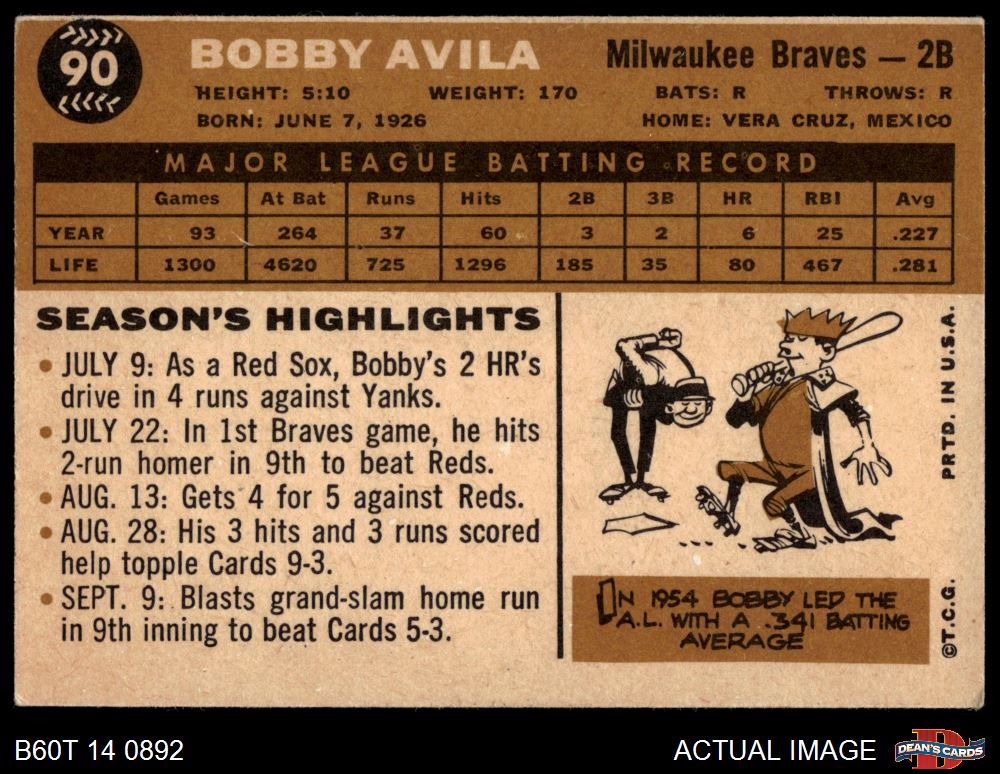 90
BOBBY AVILA
Milwaukee Braves — 2B
HEIGHT: 5:10 WEIGHT: 170 BATS: R THROWS: R
BORN: JUNE 7, 1926 HOME: VERA CRUZ, MEXICO
MAJOR LEAGUE BATTING RECORD
Games At Bat Runs Hits 2B 3B HR RBI Avg
YEAR 93 264 37 60 3 2 6 25 .227
LIFE 1300 4620 725 1296 185 35 80 467 .281
SEASON'S HIGHLIGHTS
• JULY 9: As a Red Sox, Bobby's 2 HR's
drive in 4 runs against Yanks.
• JULY 22: In 1st Braves game, he hits
2-run homer in 9th to beat Reds.
• AUG. 13: Gets 4 for 5 against Reds.
• AUG. 28: His 3 hits and 3 runs scored
help topple Cards 9-3.
• SEPT. 9: Blasts grand-slam home run
in 9th inning to beat Cards 5-3.
IN 1954 BOBBY LED THE
A.L. WITH A .341 BATTING
AVERAGE
©T.C.G. PRTD. IN U.S.A.
B60T 14 0892
ACTUAL IMAGE
D
DEAN'S CARDS